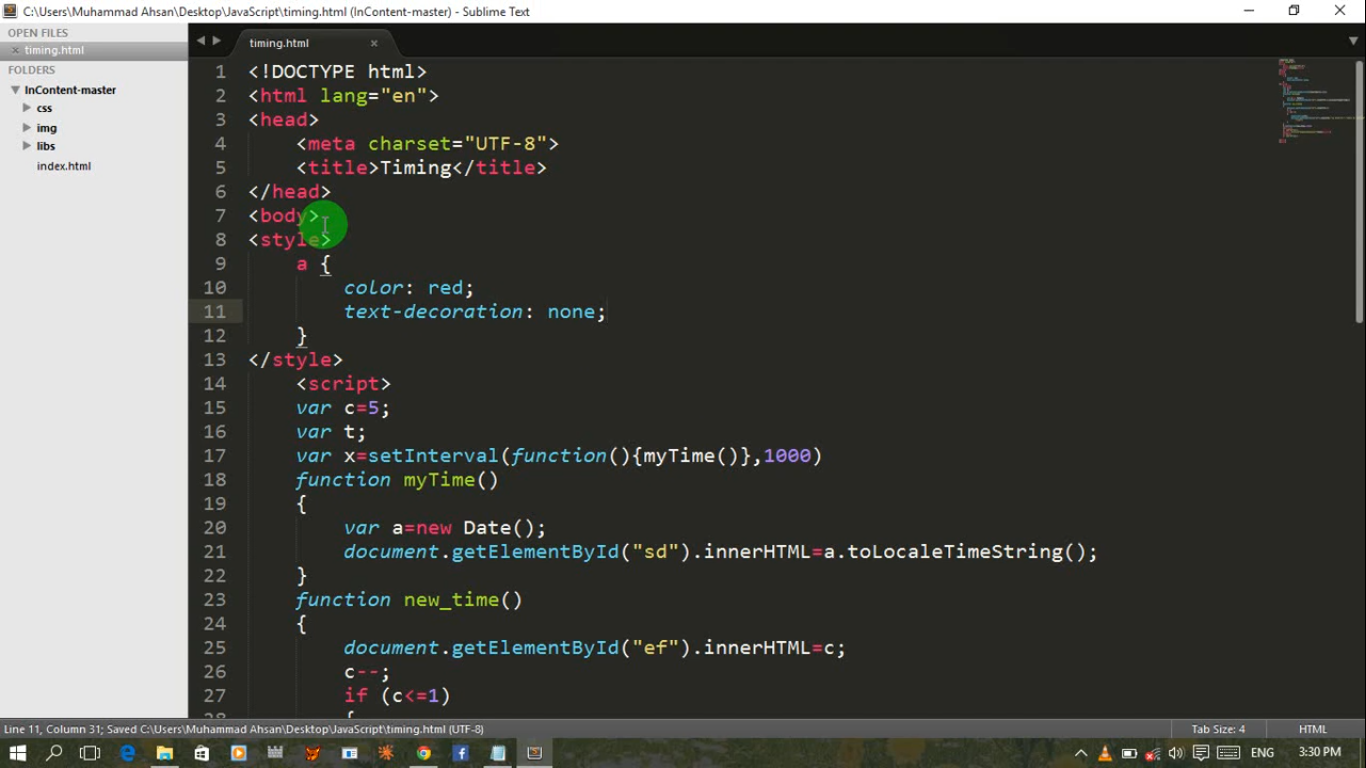 C:\Users\Muhammad Ahsan\Desktop\JavaScript\timing.html (InContent-master) - Sublime Text
OPEN FILES
timing.html
FOLDERS
InContent-master
css
img
libs
index.html
timing.html
1 <!DOCTYPE html>
2 <html lang="en">
3 <head>
4 <meta charset="UTF-8">
5 <title>Timing</title>
6 </head>
7 <body>
8 <style>
9 a {
10 color: red;
11 text-decoration: none;
12 }
13 </style>
14 <script>
15 var c=5;
16 var t;
17 var x=setInterval(function(){myTime()},1000)
18 function myTime()
19 {
20 var a=new Date();
21 document.getElementById("sd").innerHTML=a.toLocaleTimeString();
22 }
23 function new_time()
24 {
25 document.getElementById("ef").innerHTML=c;
26 c--;
27 if (c<=1)
Line 11, Column 31; Saved C:\Users\Muhammad Ahsan\Desktop\JavaScript\timing.html (UTF-8)
Tab Size: 4
HTML
ENG
3:30 PM